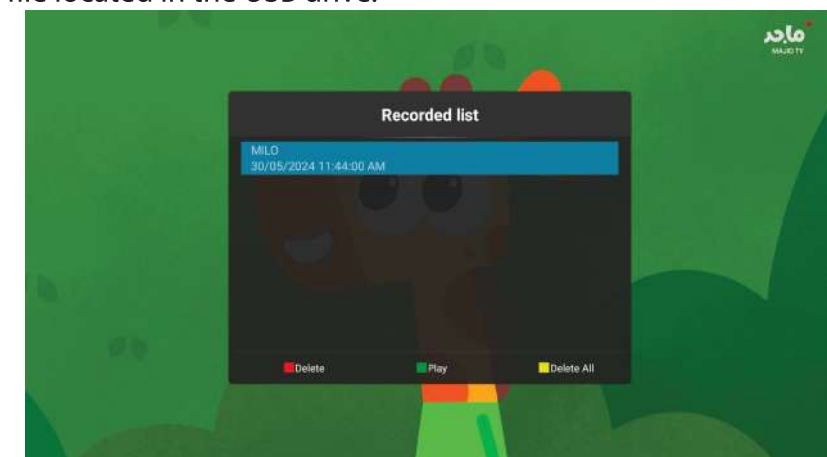 file located in the USB drive.
ماجد
MAJID TV
Recorded list
MILO
30/05/2024 11:44:00 AM
Delete
Play
Delete All